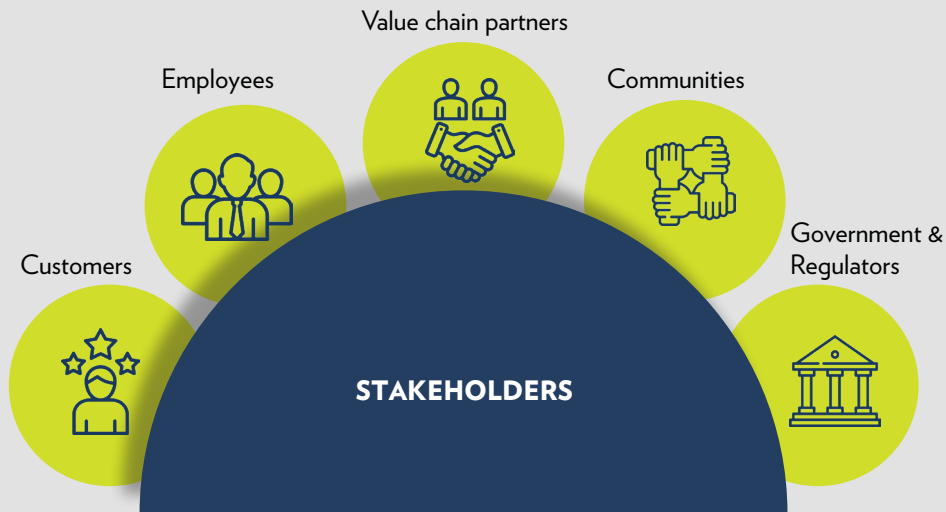 Value chain partners
Employees
Communities
Customers
Government &
Regulators
STAKEHOLDERS